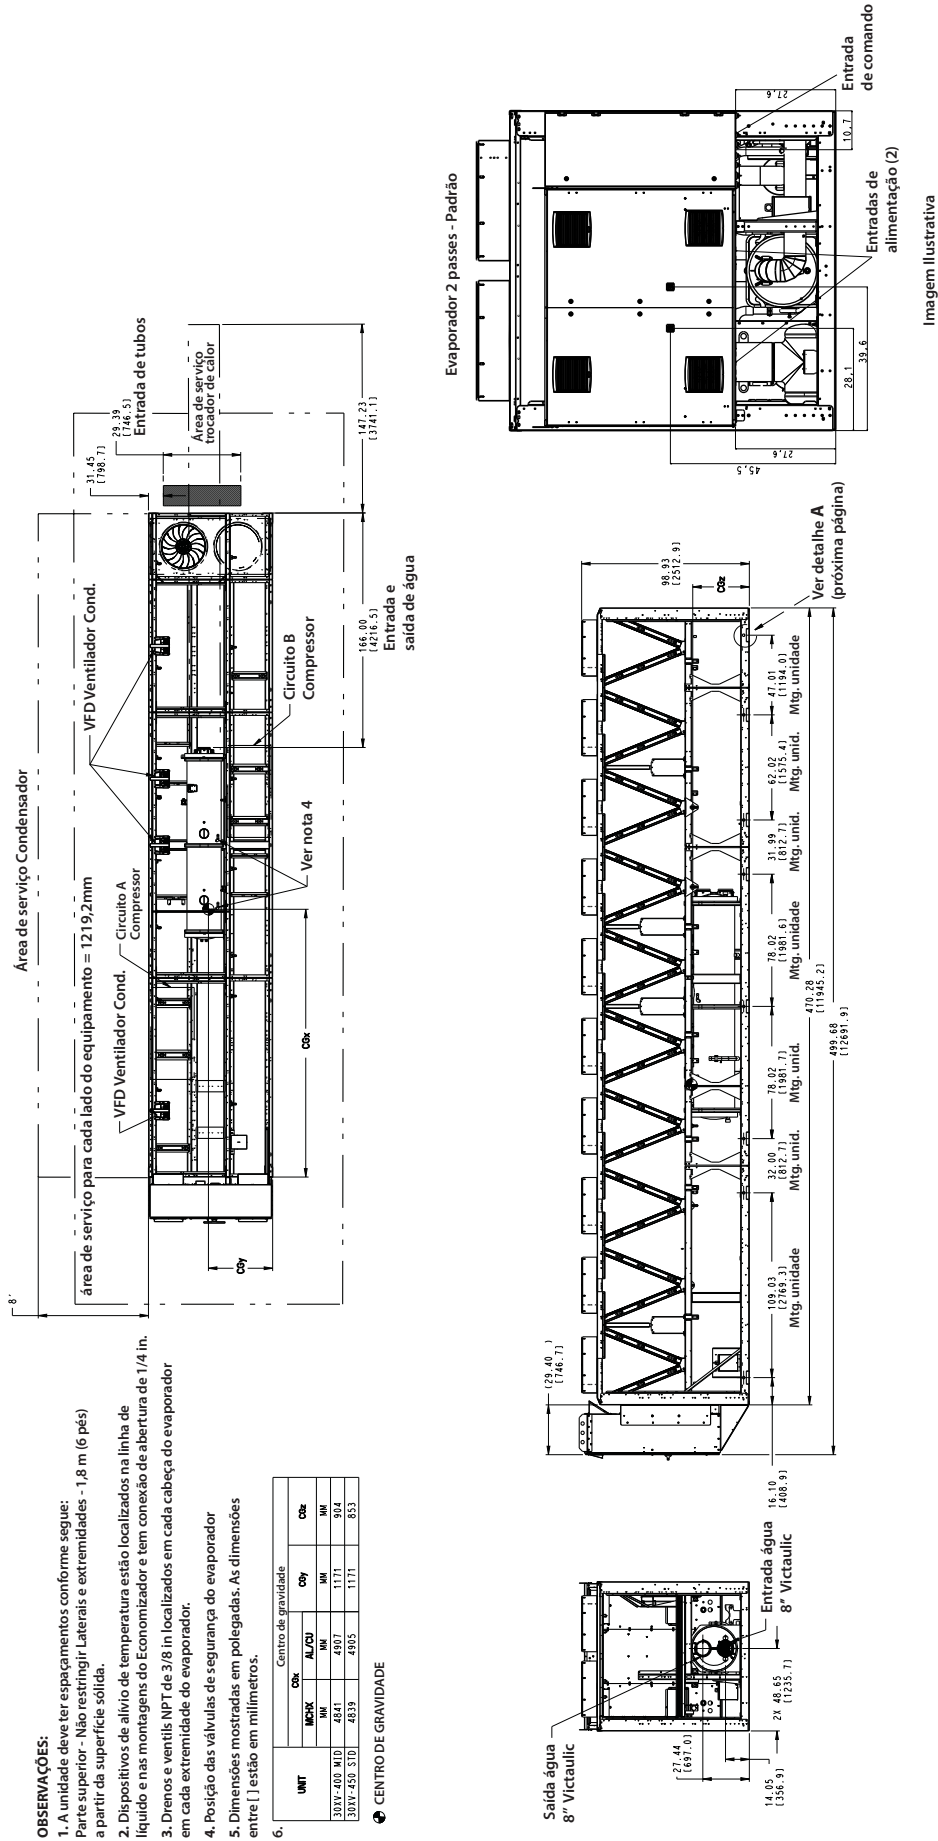 OBSERVAÇÕES:
1. A unidade deve ter espaçamentos conforme segue:
Parte superior - Não restringir Laterais e extremidades - 1,8 m (6 pés)
a partir da superfície sólida.
2. Dispositivos de alívio de temperatura estão localizados na linha de
líquido e nas montagens do Economizador e tem conexão de abertura de 1/4 in.
3. Drenos e ventils NPT de 3/8 in localizados em cada cabeça do evaporador
em cada extremidade do evaporador.
4. Posição das válvulas de segurança do evaporador
5. Dimensões mostradas em polegadas. As dimensões
entre [ ] estão em milímetros.
6.
Centro de gravidade
UNIT CGx CGy CGz
MCHX AL/CU
MM MM MM MM
30XV-400 MID 4841 4907 1171 904
30XV-450 STD 4839 4905 1171 853
CENTRO DE GRAVIDADE
8'
Área de serviço Condensador
área de serviço para cada lado do equipamento = 1219,2mm
VFD Ventilador Cond.
Circuito A
Compressor
VFD Ventilador Cond.
31.45
[798.7]
29.39
[746.5]
Entrada de tubos
Área de serviço
trocador de calor
147.23
[3741.1]
166.00
[4216.5]
Entrada e
saída de água
Circuito B
Compressor
Ver nota 4
CGx
CGy
Saída água
8" Victaulic
Entrada água
8" Victaulic
27.44
[697.0]
14.05
[356.9]
2X 48.65
[1235.7]
[29.40]
[746.7]
16.10
[408.9]
109.03
[2769.3]
Mtg. unidade
32.00
[812.7]
Mtg. unid.
78.02
[1981.7]
Mtg. unid.
78.02
[1981.6]
Mtg. unidade
31.99
[812.7]
Mtg. unid.
62.02
[1575.4]
Mtg. unid.
47.01
[1194.0]
Mtg. unidade
470.28
[11945.2]
499.68
[12691.9]
98.93
[2512.9]
CGz
Ver detalhe A
(próxima página)
Evaporador 2 passes - Padrão
45.5
27.6
28.1
39.6
27.6
10.7
Entrada
de comando
Entradas de
alimentação (2)
Imagem Ilustrativa